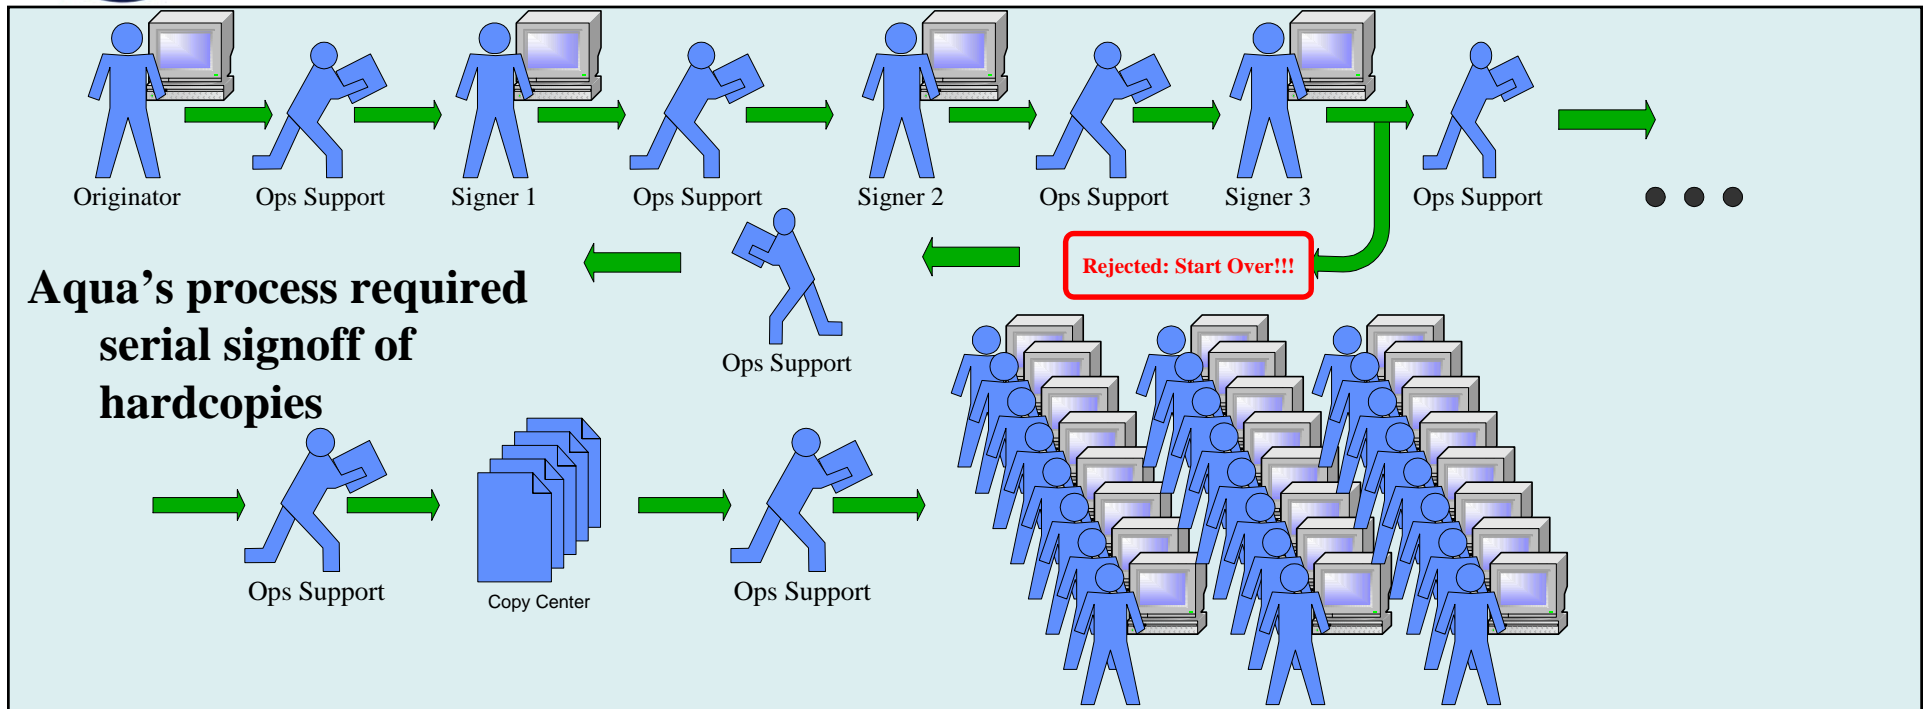 Originator
Ops Support
Signer 1
Ops Support
Signer 2
Ops Support
Signer 3
Ops Support
Rejected: Start Over!!!
Ops Support
Aqua’s process required
serial signoff of
hardcopies
Ops Support
Copy Center
Ops Support